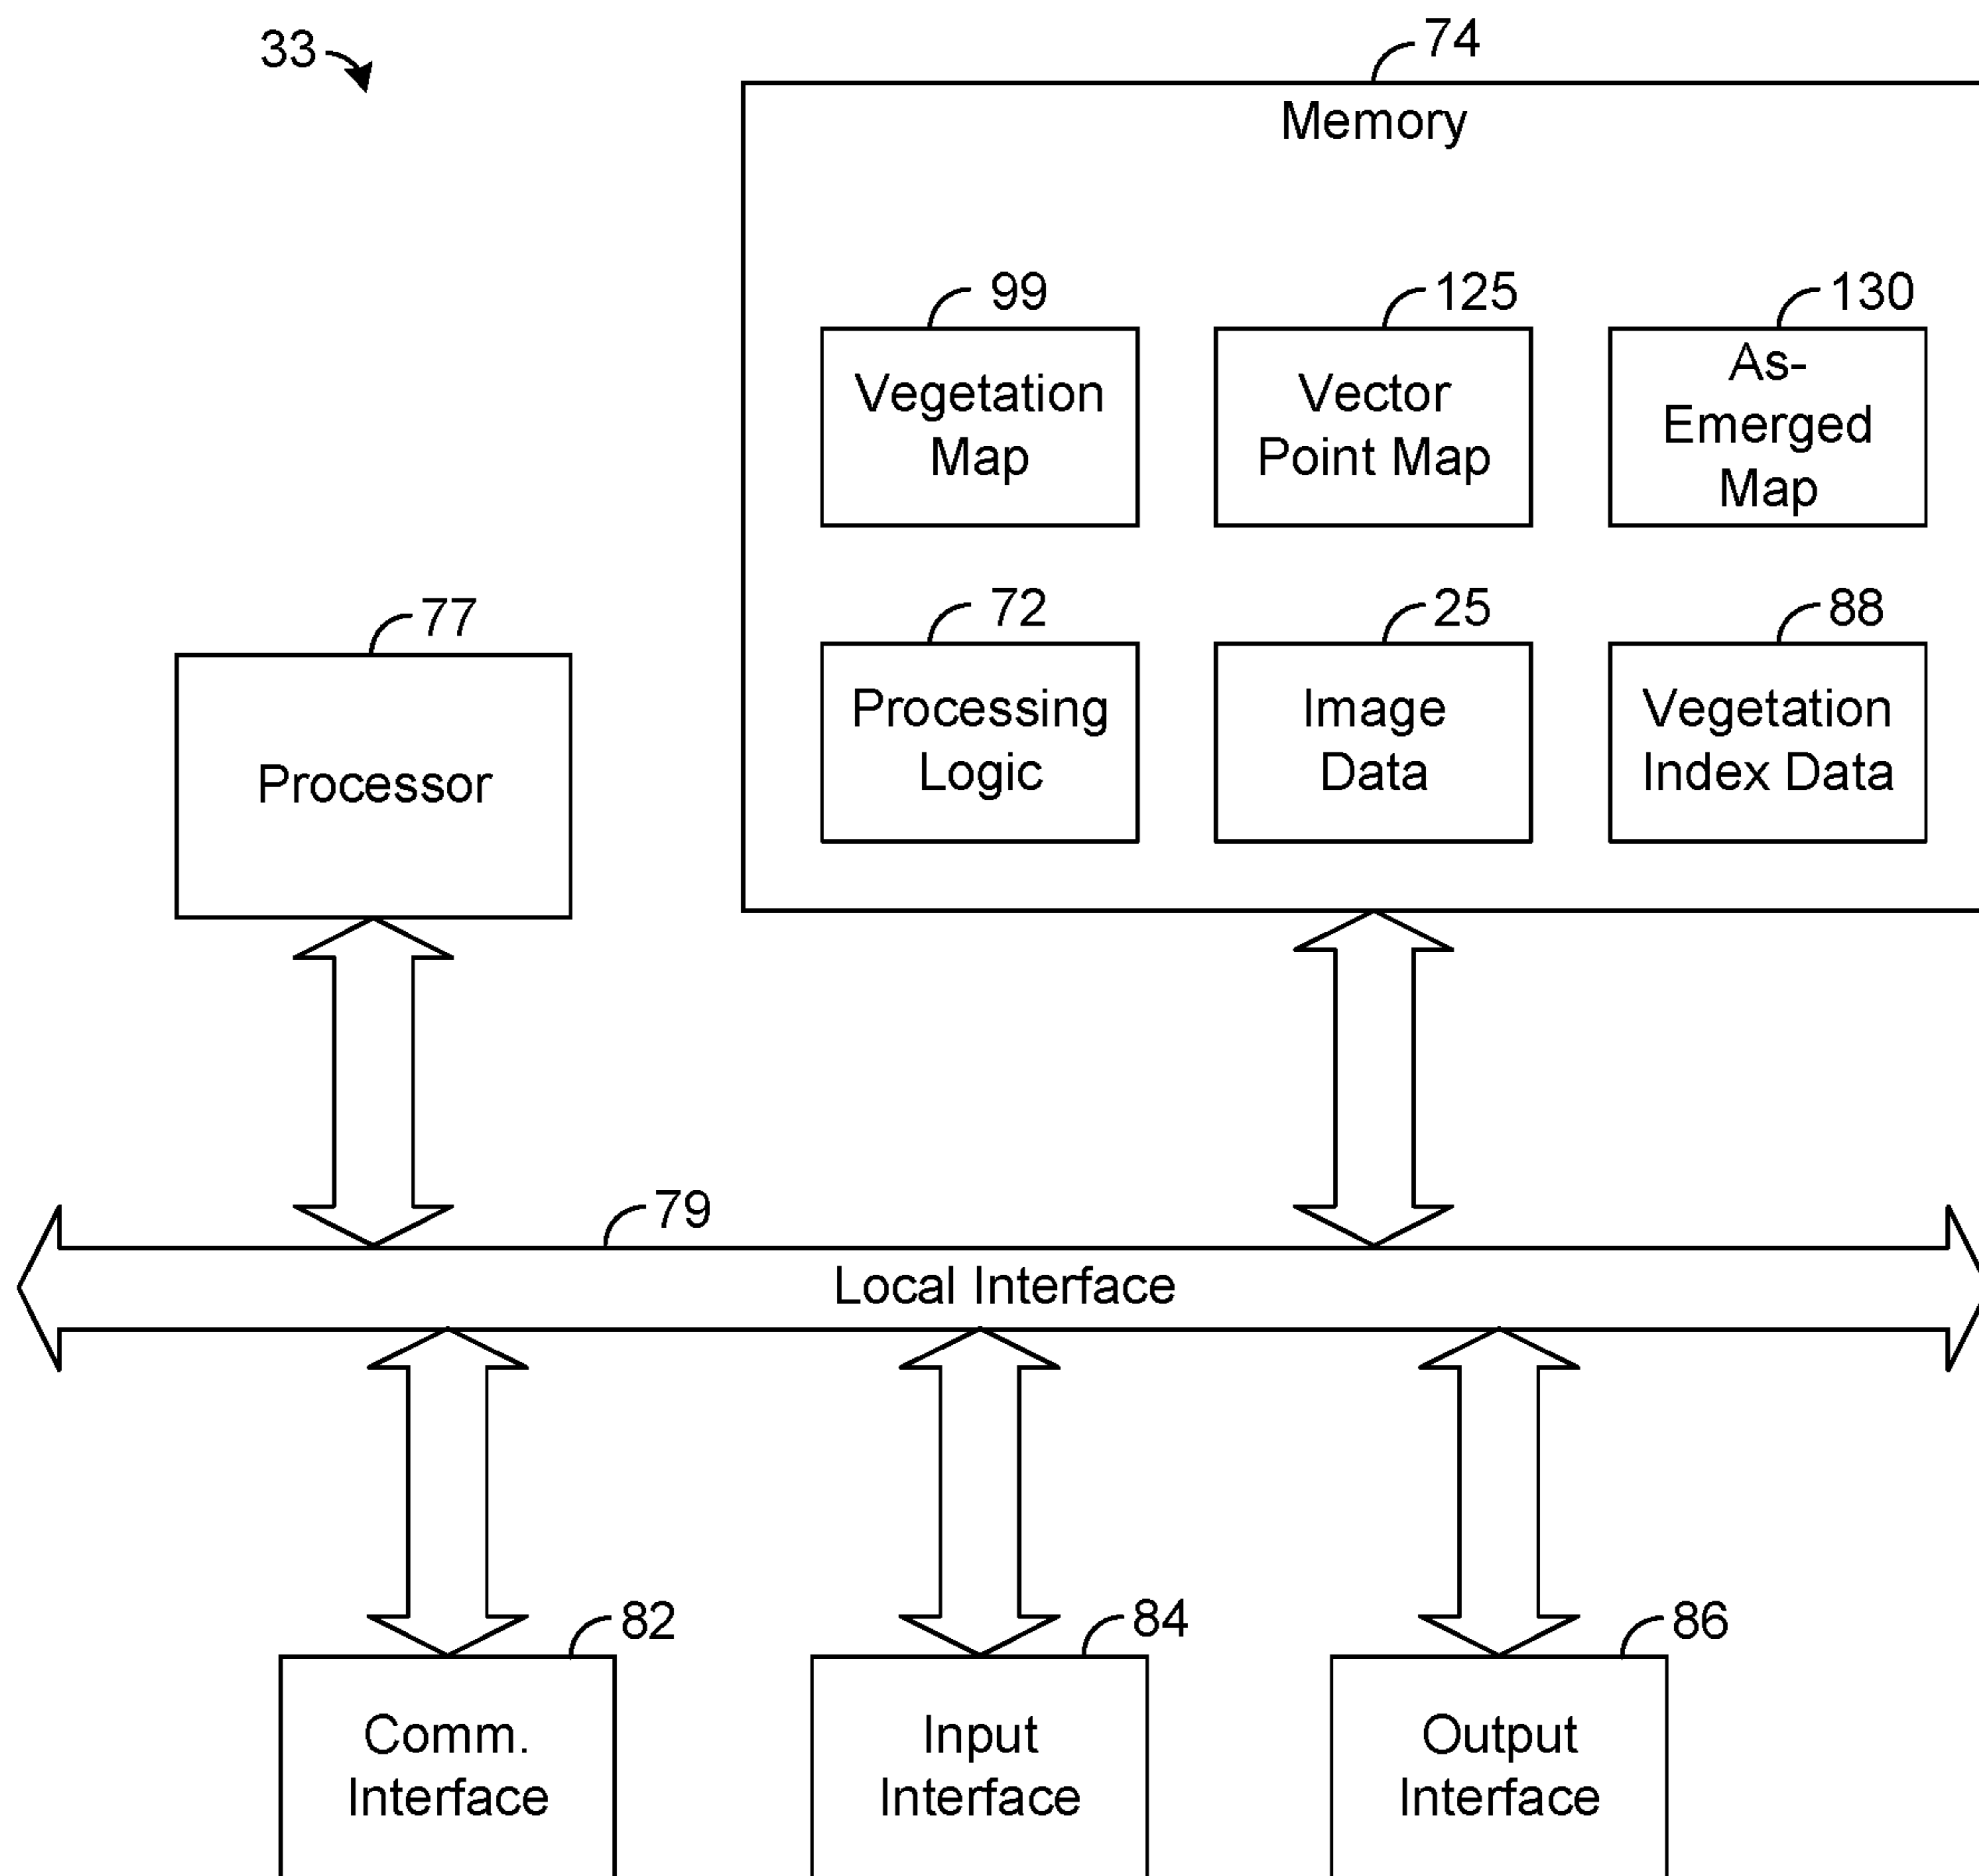 33
74
Memory
99
125
130
Vegetation
Map
Vector
Point Map
As-
Emerged
Map
72
25
88
Processing
Logic
Image
Data
Vegetation
Index Data
77
Processor
79
Local Interface
82
84
86
Comm.
Interface
Input
Interface
Output
Interface